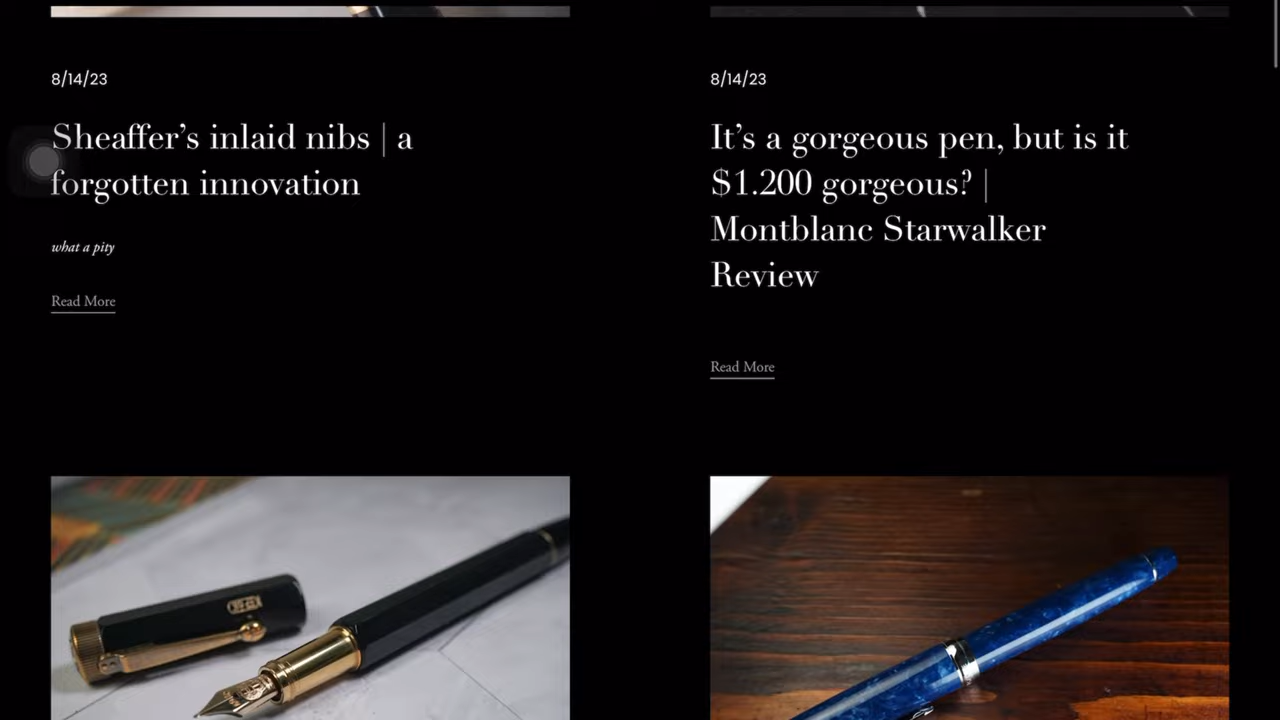 8/14/23
Sheaffer’s inlaid nibs | a
forgotten innovation
what a pity
Read More
8/14/23
It’s a gorgeous pen, but is it
$1.200 gorgeous? |
Montblanc Starwalker
Review
Read More